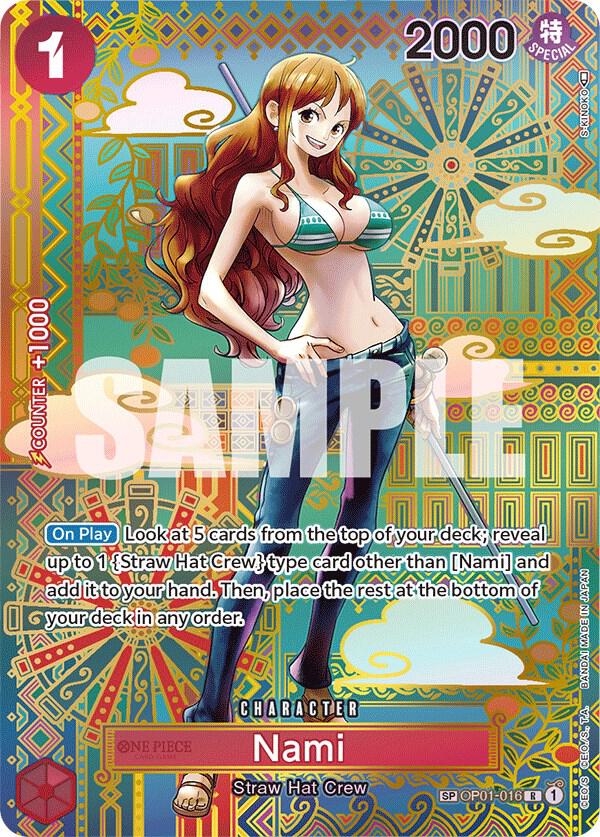 1
2000
特
SPECIAL
S-KINOKO
COUNTER +1000
SAMPLE
On Play Look at 5 cards from the top of your deck; reveal
up to 1 {Straw Hat Crew} type card other than [Nami] and
add it to your hand. Then, place the rest at the bottom of
your deck in any order.
CHARACTER
ONE PIECE
CARD GAME
Nami
Straw Hat Crew
SP OP01-016 R 1
©E.O/S. ©E.O./S.,T.A. BANDAI MADE IN JAPAN